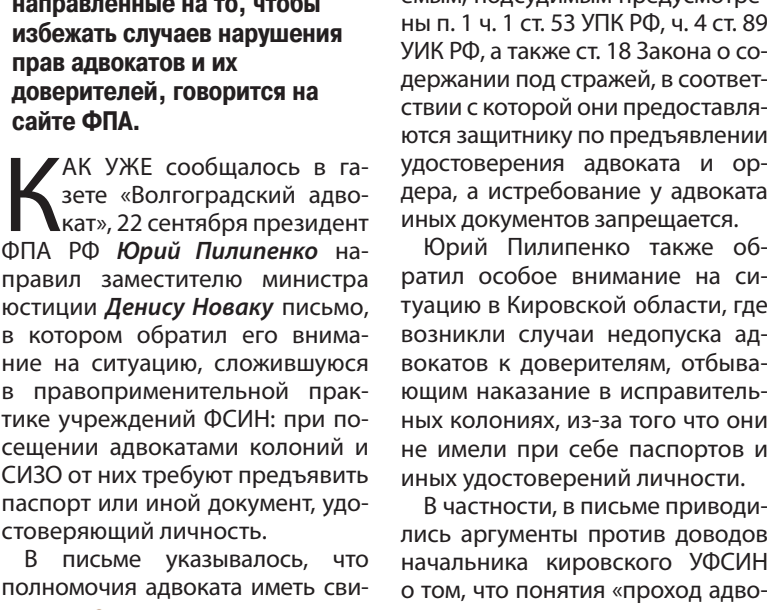 направленные на то, чтобы
избежать случаев нарушения
прав адвокатов и их
доверителей, говорится на
сайте ФПА.
КАК УЖЕ сообщалось в га-
зете «Волгоградский адво-
кат», 22 сентября президент
ФПА РФ Юрий Пилипенко на-
правил заместителю министра
юстиции Денису Новаку письмо,
в котором обратил его внима-
ние на ситуацию, сложившуюся
в правоприменительной прак-
тике учреждений ФСИН: при по-
сещении адвокатами колоний и
СИЗО от них требуют предъявить
паспорт или иной документ, удо-
стоверяющий личность.
В письме указывалось, что
полномочия адвоката иметь сви-
емым, подсудимым предусмотре-
ны п. 1 ч. 1 ст. 53 УПК РФ, ч. 4 ст. 89
УИК РФ, а также ст. 18 Закона о со-
держании под стражей, в соответ-
ствии с которой они предоставля-
ются защитнику по предъявлении
удостоверения адвоката и ор-
дера, а истребование у адвоката
иных документов запрещается.
Юрий Пилипенко также об-
ратил особое внимание на си-
туацию в Кировской области, где
возникли случаи недопуска ад-
вокатов к доверителям, отбыва-
ющим наказание в исправитель-
ных колониях, из-за того что они
не имели при себе паспортов и
иных удостоверений личности.
В частности, в письме приводи-
лись аргументы против доводов
начальника кировского УФСИН
о том, что понятия «проход адво-